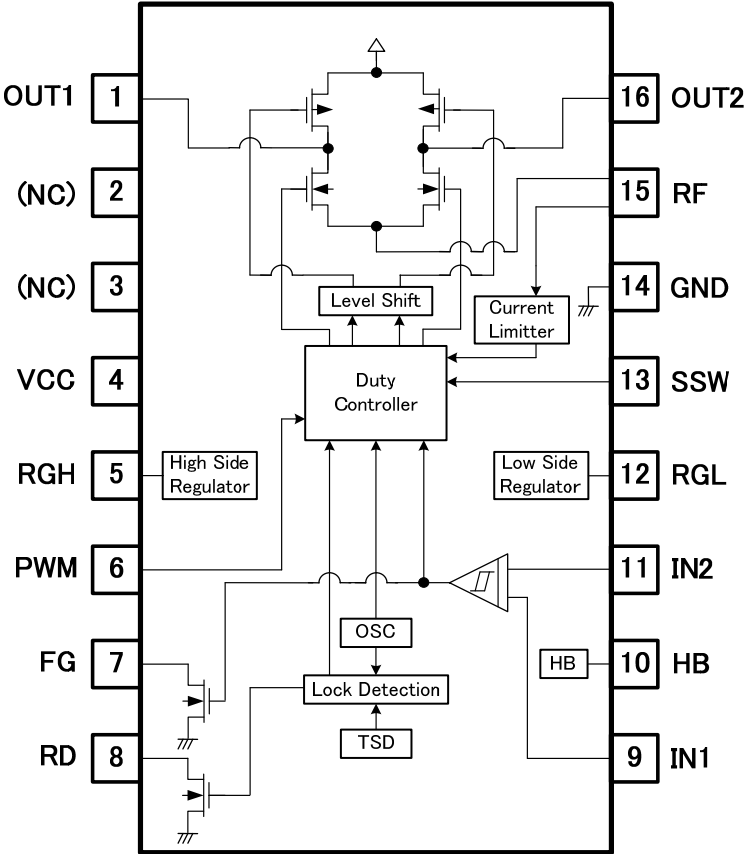 OUT1 1
16 OUT2
(NC) 2
15 RF
(NC) 3
Level Shift
14 GND
Current
Limitter
VCC 4
Duty
Controller
13 SSW
RGH 5
High Side
Regulator
Low Side
Regulator
12 RGL
PWM 6
11 IN2
FG 7
OSC
HB
10 HB
Lock Detection
RD 8
TSD
9 IN1